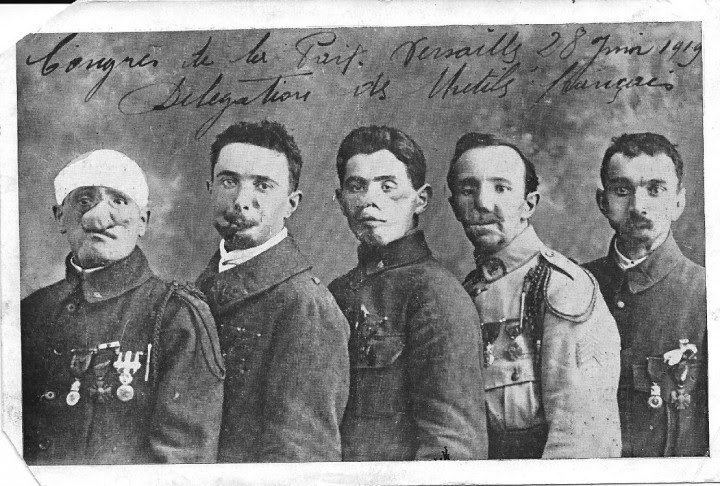 Congrès de la Paix. Versailles 28 Juin 1919
Délégation des Mutilés français